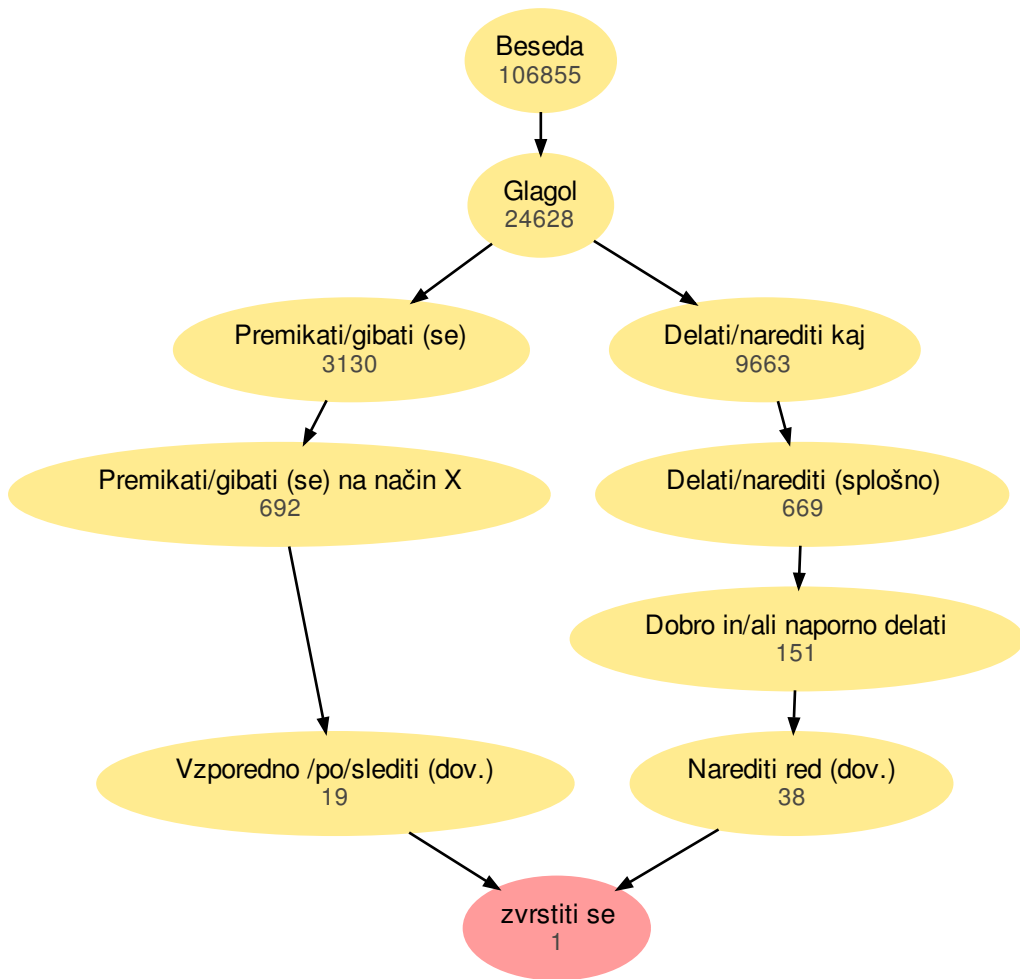 Beseda
106855
Glagol
24628
Premikati/gibati (se)
3130
Delati/narediti kaj
9663
Premikati/gibati (se) na način X
692
Delati/narediti (splošno)
669
Dobro in/ali naporno delati
151
Vzporedno /po/slediti (dov.)
19
Narediti red (dov.)
38
zvrstiti se
1